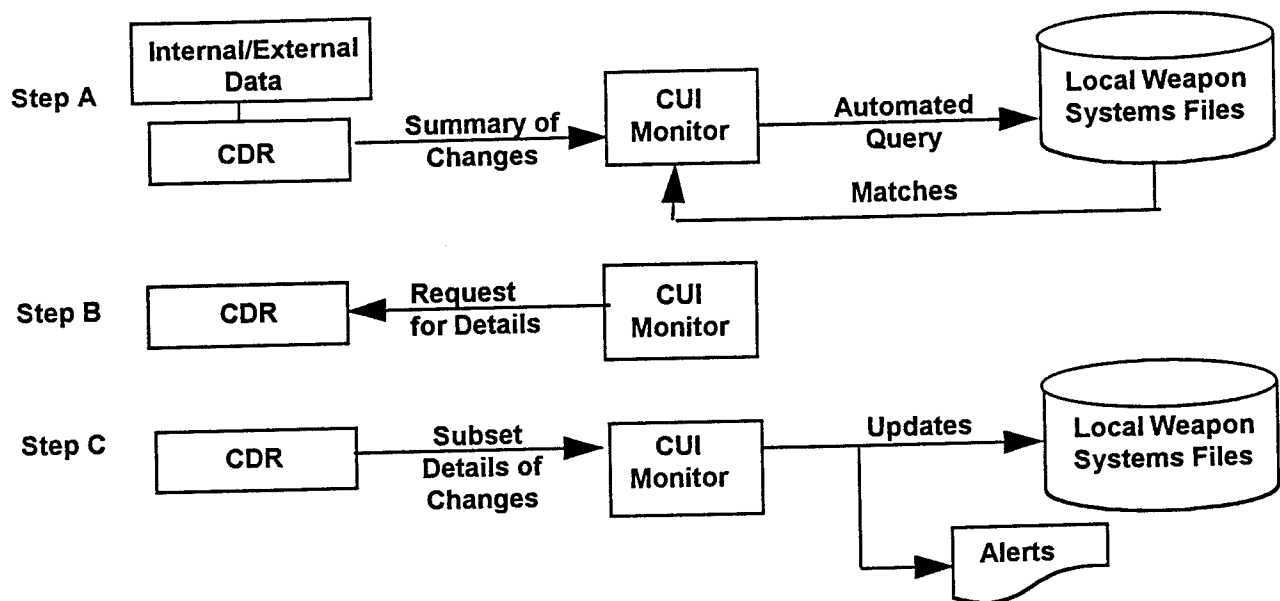 Step A
Internal/External
Data
CDR
Summary of
Changes
CUI
Monitor
Automated
Query
Local Weapon
Systems Files
Matches
Step B
CDR
Request
for Details
CUI
Monitor
Step C
CDR
Subset
Details of
Changes
CUI
Monitor
Updates
Local Weapon
Systems Files
Alerts